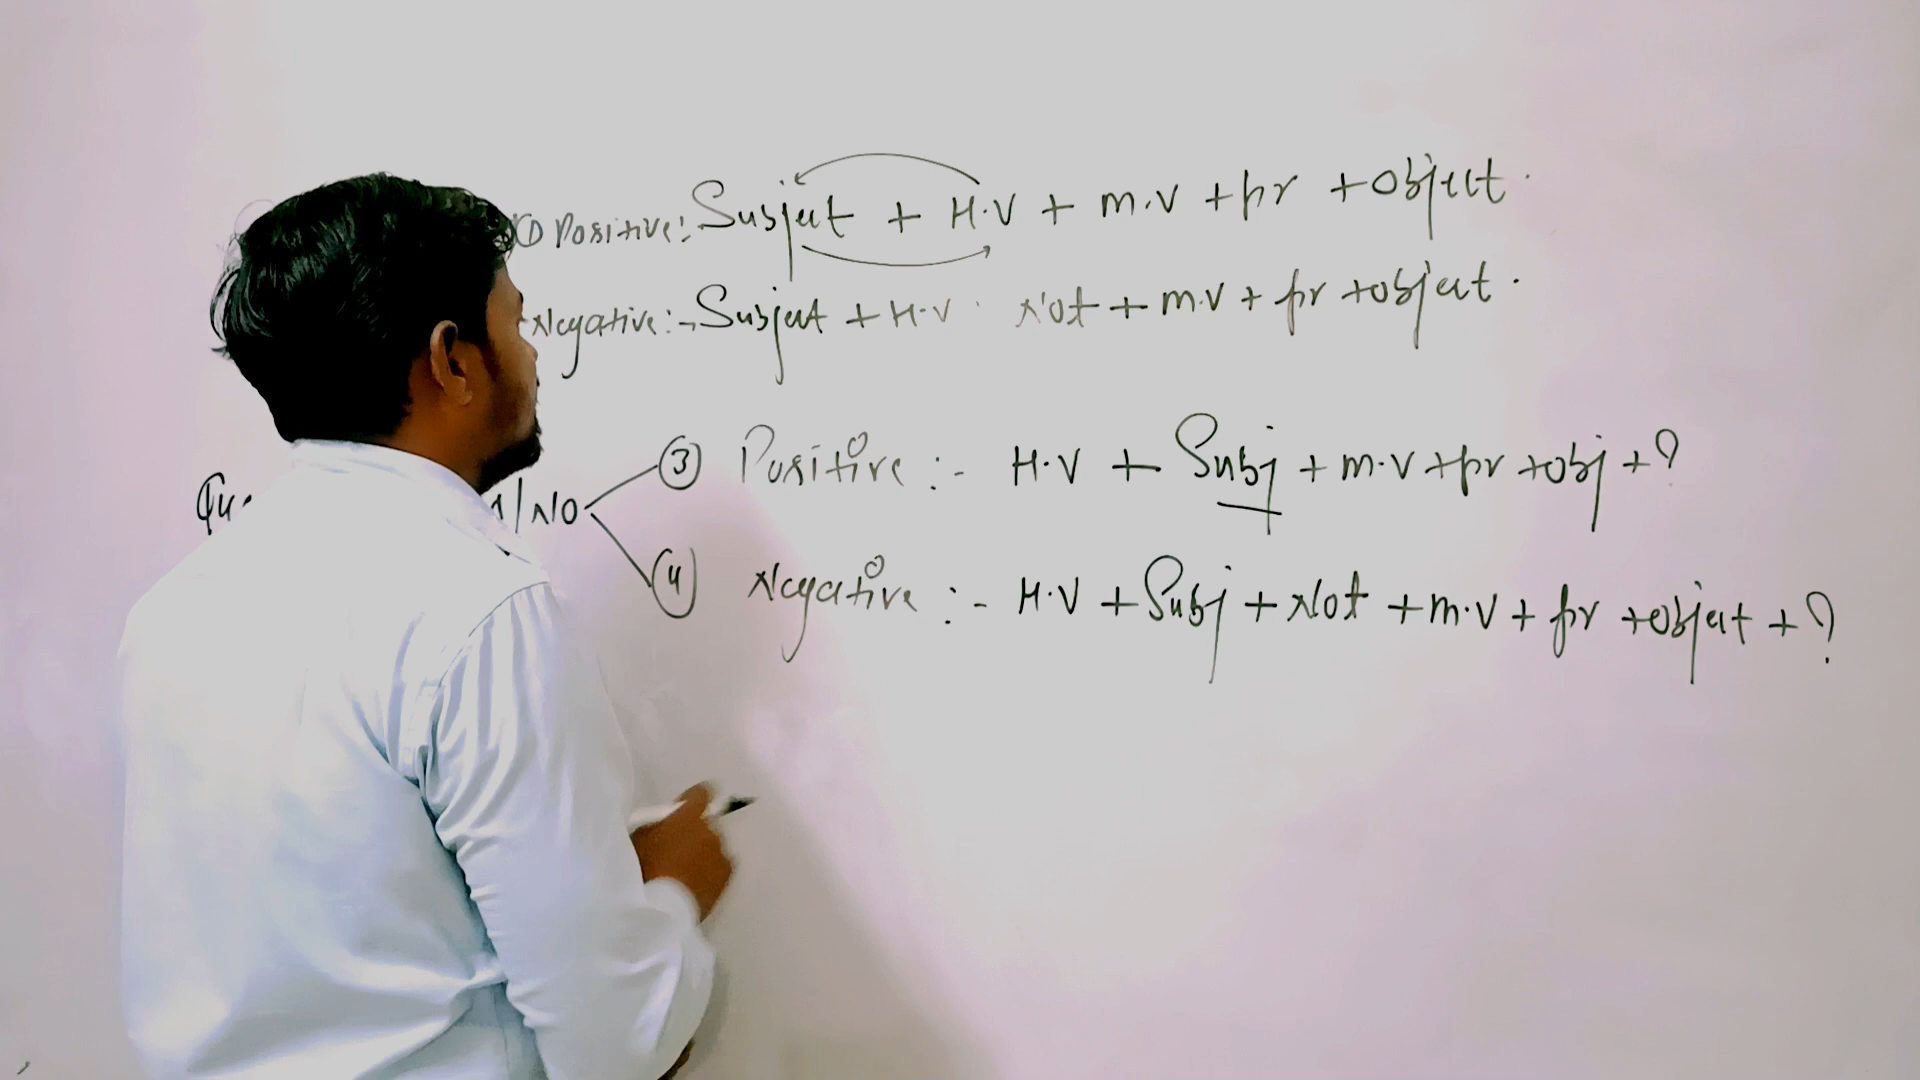 ① Positive:- Subject + H.V + m.v + pr + Object.
Negative:- Subject + H.V Not + m.v + pr + object.
③ Positive :- H.V + Subj + m.v + pr + obj + ?
/NO
④ Negative :- H.V + Subj + Not + m.v + pr + object + ?